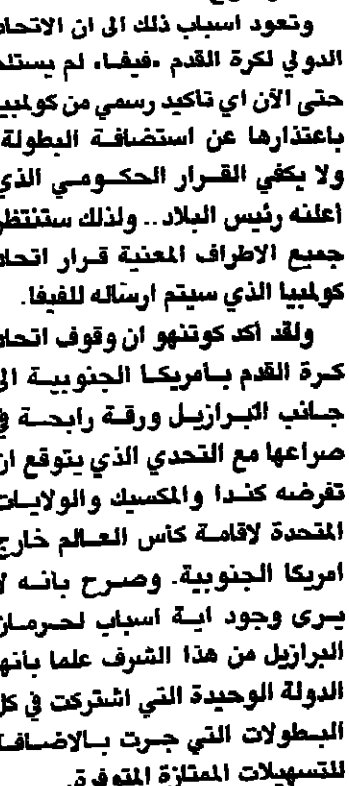 وتعود اسباب ذلك الى ان الاتحاد
الدولي لكرة القدم «فيفا» لم يستلم
حتى الآن اي تاكيد رسمي من كولمبيا
باعتذارها عن استضافة البطولة
ولا يكفي القرار الحكومي الذي
أعلنه رئيس البلاد .. ولذلك ستنتظر
جميع الاطراف المعنية قرار اتحاد
كولمبيا الذي سيتم ارساله للفيفا.
ولقد أكد كوتنهو ان وقوف اتحاد
كرة القدم بامريكا الجنوبية الى
جانب البرازيل ورقة رابحة في
صراعها مع التحدي الذي يتوقع ان
تفرضه كندا والمكسيك والولايات
المتحدة لاقامة كأس العالم خارج
امريكا الجنوبية. وصرح بانه لا
يرى وجود اية اسباب لحرمان
البرازيل من هذا الشرف علما بأنها
الدولة الوحيدة التي اشتركت في كل
البطولات التي جرت بالاضافة
للتسهيلات الممتازة المتوفرة.